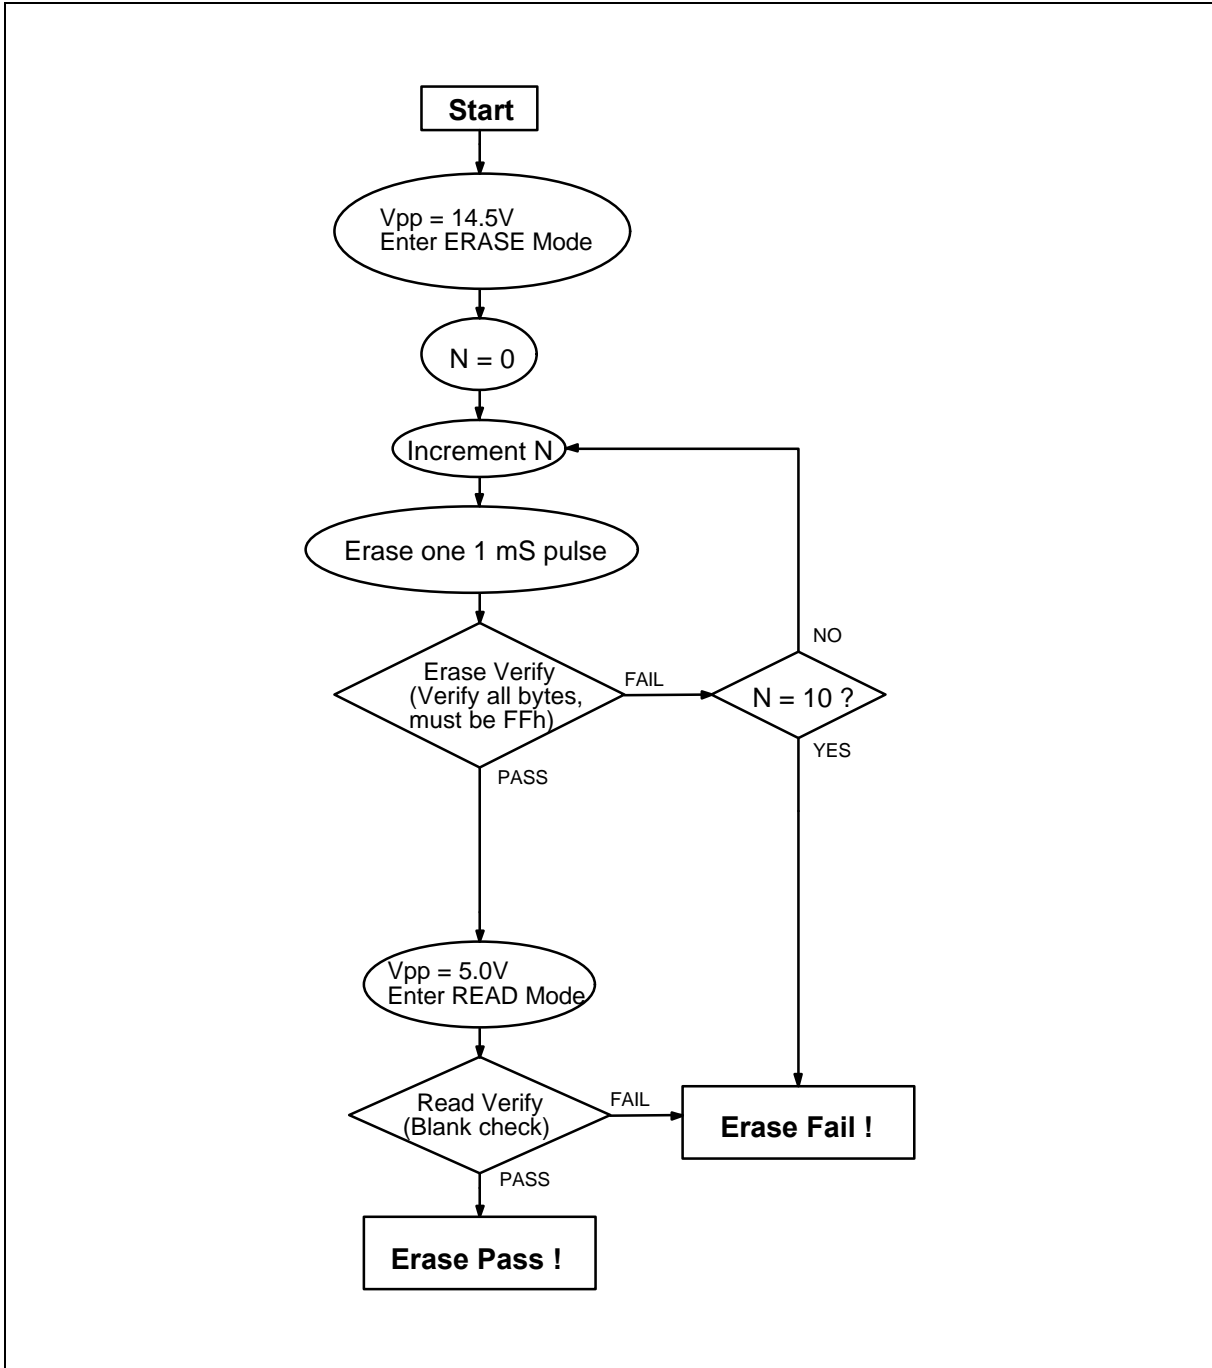 Start
Vpp = 14.5V
Enter ERASE Mode
N = 0
Increment N
Erase one 1 mS pulse
Erase Verify
(Verify all bytes,
must be FFh)
FAIL
PASS
N = 10 ?
NO
YES
Vpp = 5.0V
Enter READ Mode
Read Verify
(Blank check)
FAIL
PASS
Erase Fail !
Erase Pass !